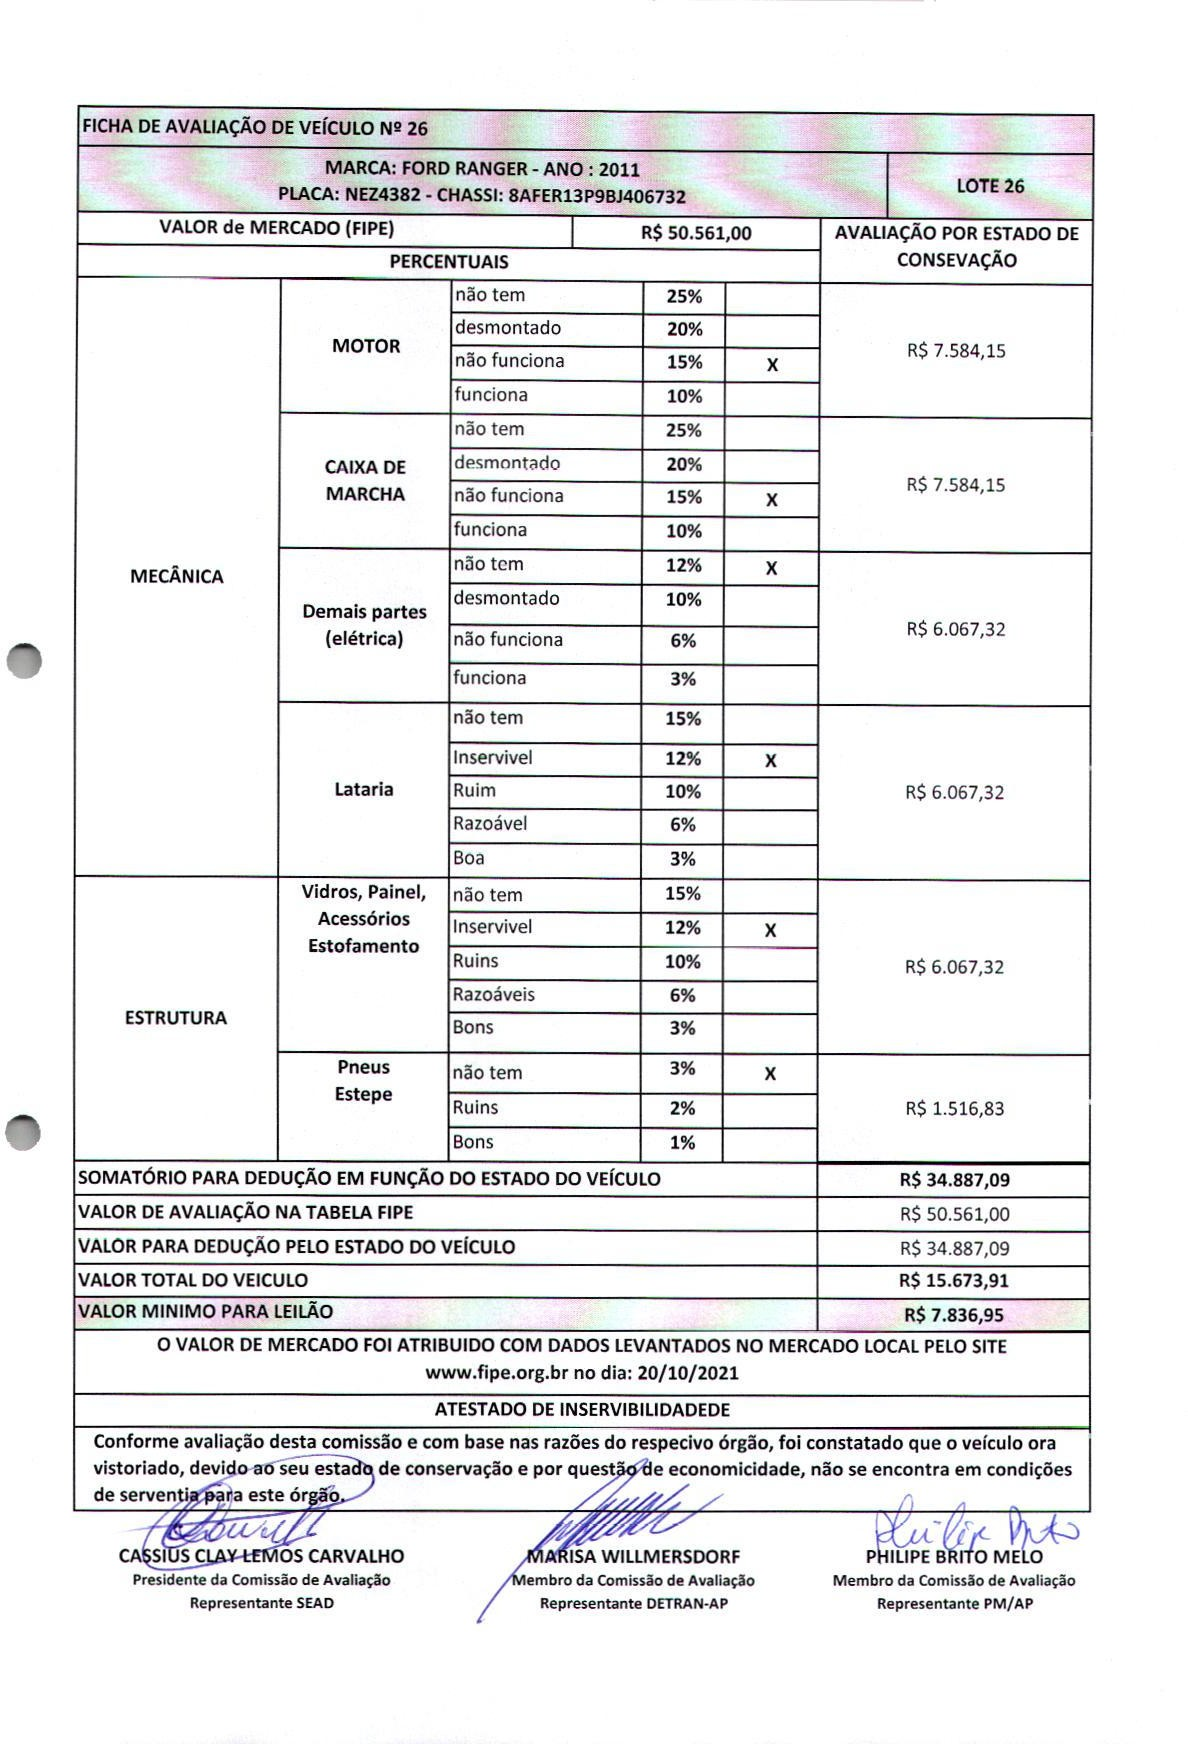 FICHA DE AVALIAÇÃO DE VEÍCULO Nº 26
MARCA: FORD RANGER - ANO : 2011
PLACA: NEZ4382 - CHASSI: 8AFER13P9BJ406732
LOTE 26
VALOR de MERCADO (FIPE)
R$ 50.561,00
AVALIAÇÃO POR ESTADO DE
CONSEVAÇÃO
PERCENTUAIS
MECÂNICA
MOTOR
não tem 25%
desmontado 20%
não funciona 15% X
funciona 10%
R$ 7.584,15
CAIXA DE
MARCHA
não tem 25%
desmontado 20%
não funciona 15% X
funciona 10%
R$ 7.584,15
Demais partes
(elétrica)
não tem 12% X
desmontado 10%
não funciona 6%
funciona 3%
R$ 6.067,32
Lataria
não tem 15%
Inservivel 12% X
Ruim 10%
Razoável 6%
Boa 3%
R$ 6.067,32
ESTRUTURA
Vidros, Painel,
Acessórios
Estofamento
não tem 15%
Inservivel 12% X
Ruins 10%
Razoáveis 6%
Bons 3%
R$ 6.067,32
Pneus
Estepe
não tem 3% X
Ruins 2%
Bons 1%
R$ 1.516,83
SOMATÓRIO PARA DEDUÇÃO EM FUNÇÃO DO ESTADO DO VEÍCULO R$ 34.887,09
VALOR DE AVALIAÇÃO NA TABELA FIPE R$ 50.561,00
VALOR PARA DEDUÇÃO PELO ESTADO DO VEÍCULO R$ 34.887,09
VALOR TOTAL DO VEICULO R$ 15.673,91
VALOR MINIMO PARA LEILÃO R$ 7.836,95
O VALOR DE MERCADO FOI ATRIBUIDO COM DADOS LEVANTADOS NO MERCADO LOCAL PELO SITE
www.fipe.org.br no dia: 20/10/2021
ATESTADO DE INSERVIBILIDADEDE
Conforme avaliação desta comissão e com base nas razões do respecivo órgão, foi constatado que o veículo ora
vistoriado, devido ao seu estado de conservação e por questão de economicidade, não se encontra em condições
de serventia para este órgão.
Philipe Brito
CASSIUS CLAY LEMOS CARVALHO
Presidente da Comissão de Avaliação
Representante SEAD
MARISA WILLMERSDORF
Membro da Comissão de Avaliação
Representante DETRAN-AP
PHILIPE BRITO MELO
Membro da Comissão de Avaliação
Representante PM/AP